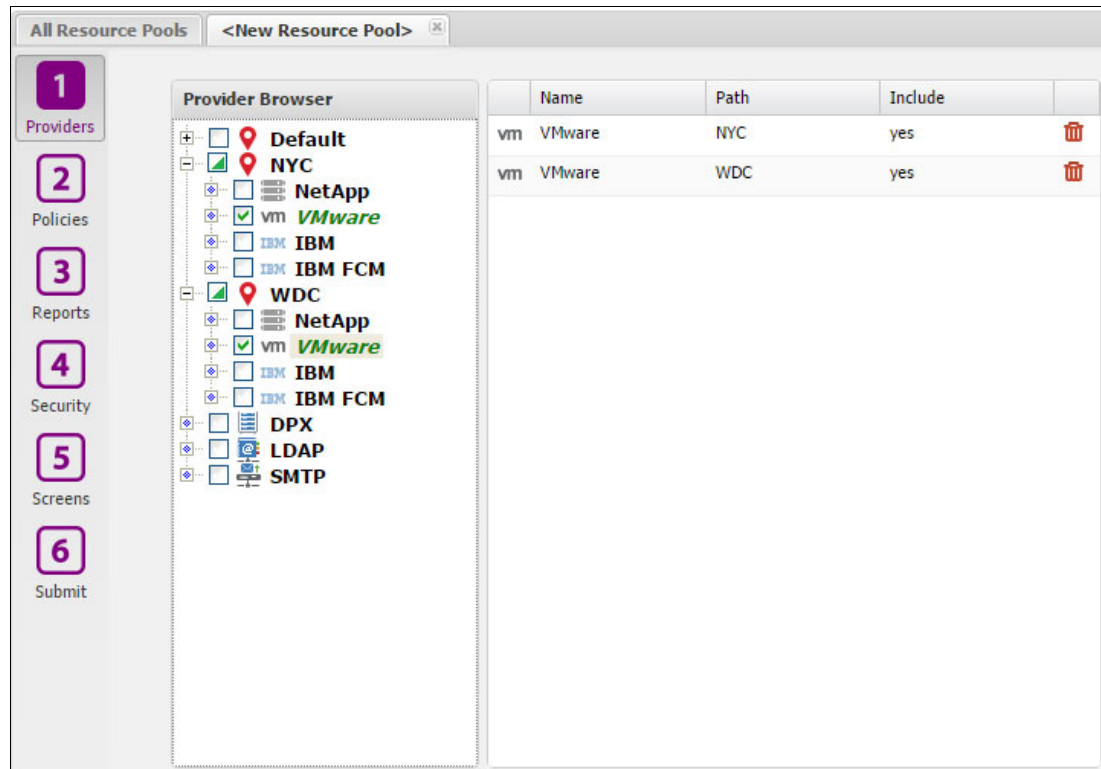 All Resource Pools <New Resource Pool>
1
Providers
2
Policies
3
Reports
4
Security
5
Screens
6
Submit
Provider Browser
Default
NYC
NetApp
vm VMware
IBM IBM
IBM IBM FCM
WDC
NetApp
vm VMware
IBM IBM
IBM IBM FCM
DPX
LDAP
SMTP
Name Path Include
vm VMware NYC yes
vm VMware WDC yes